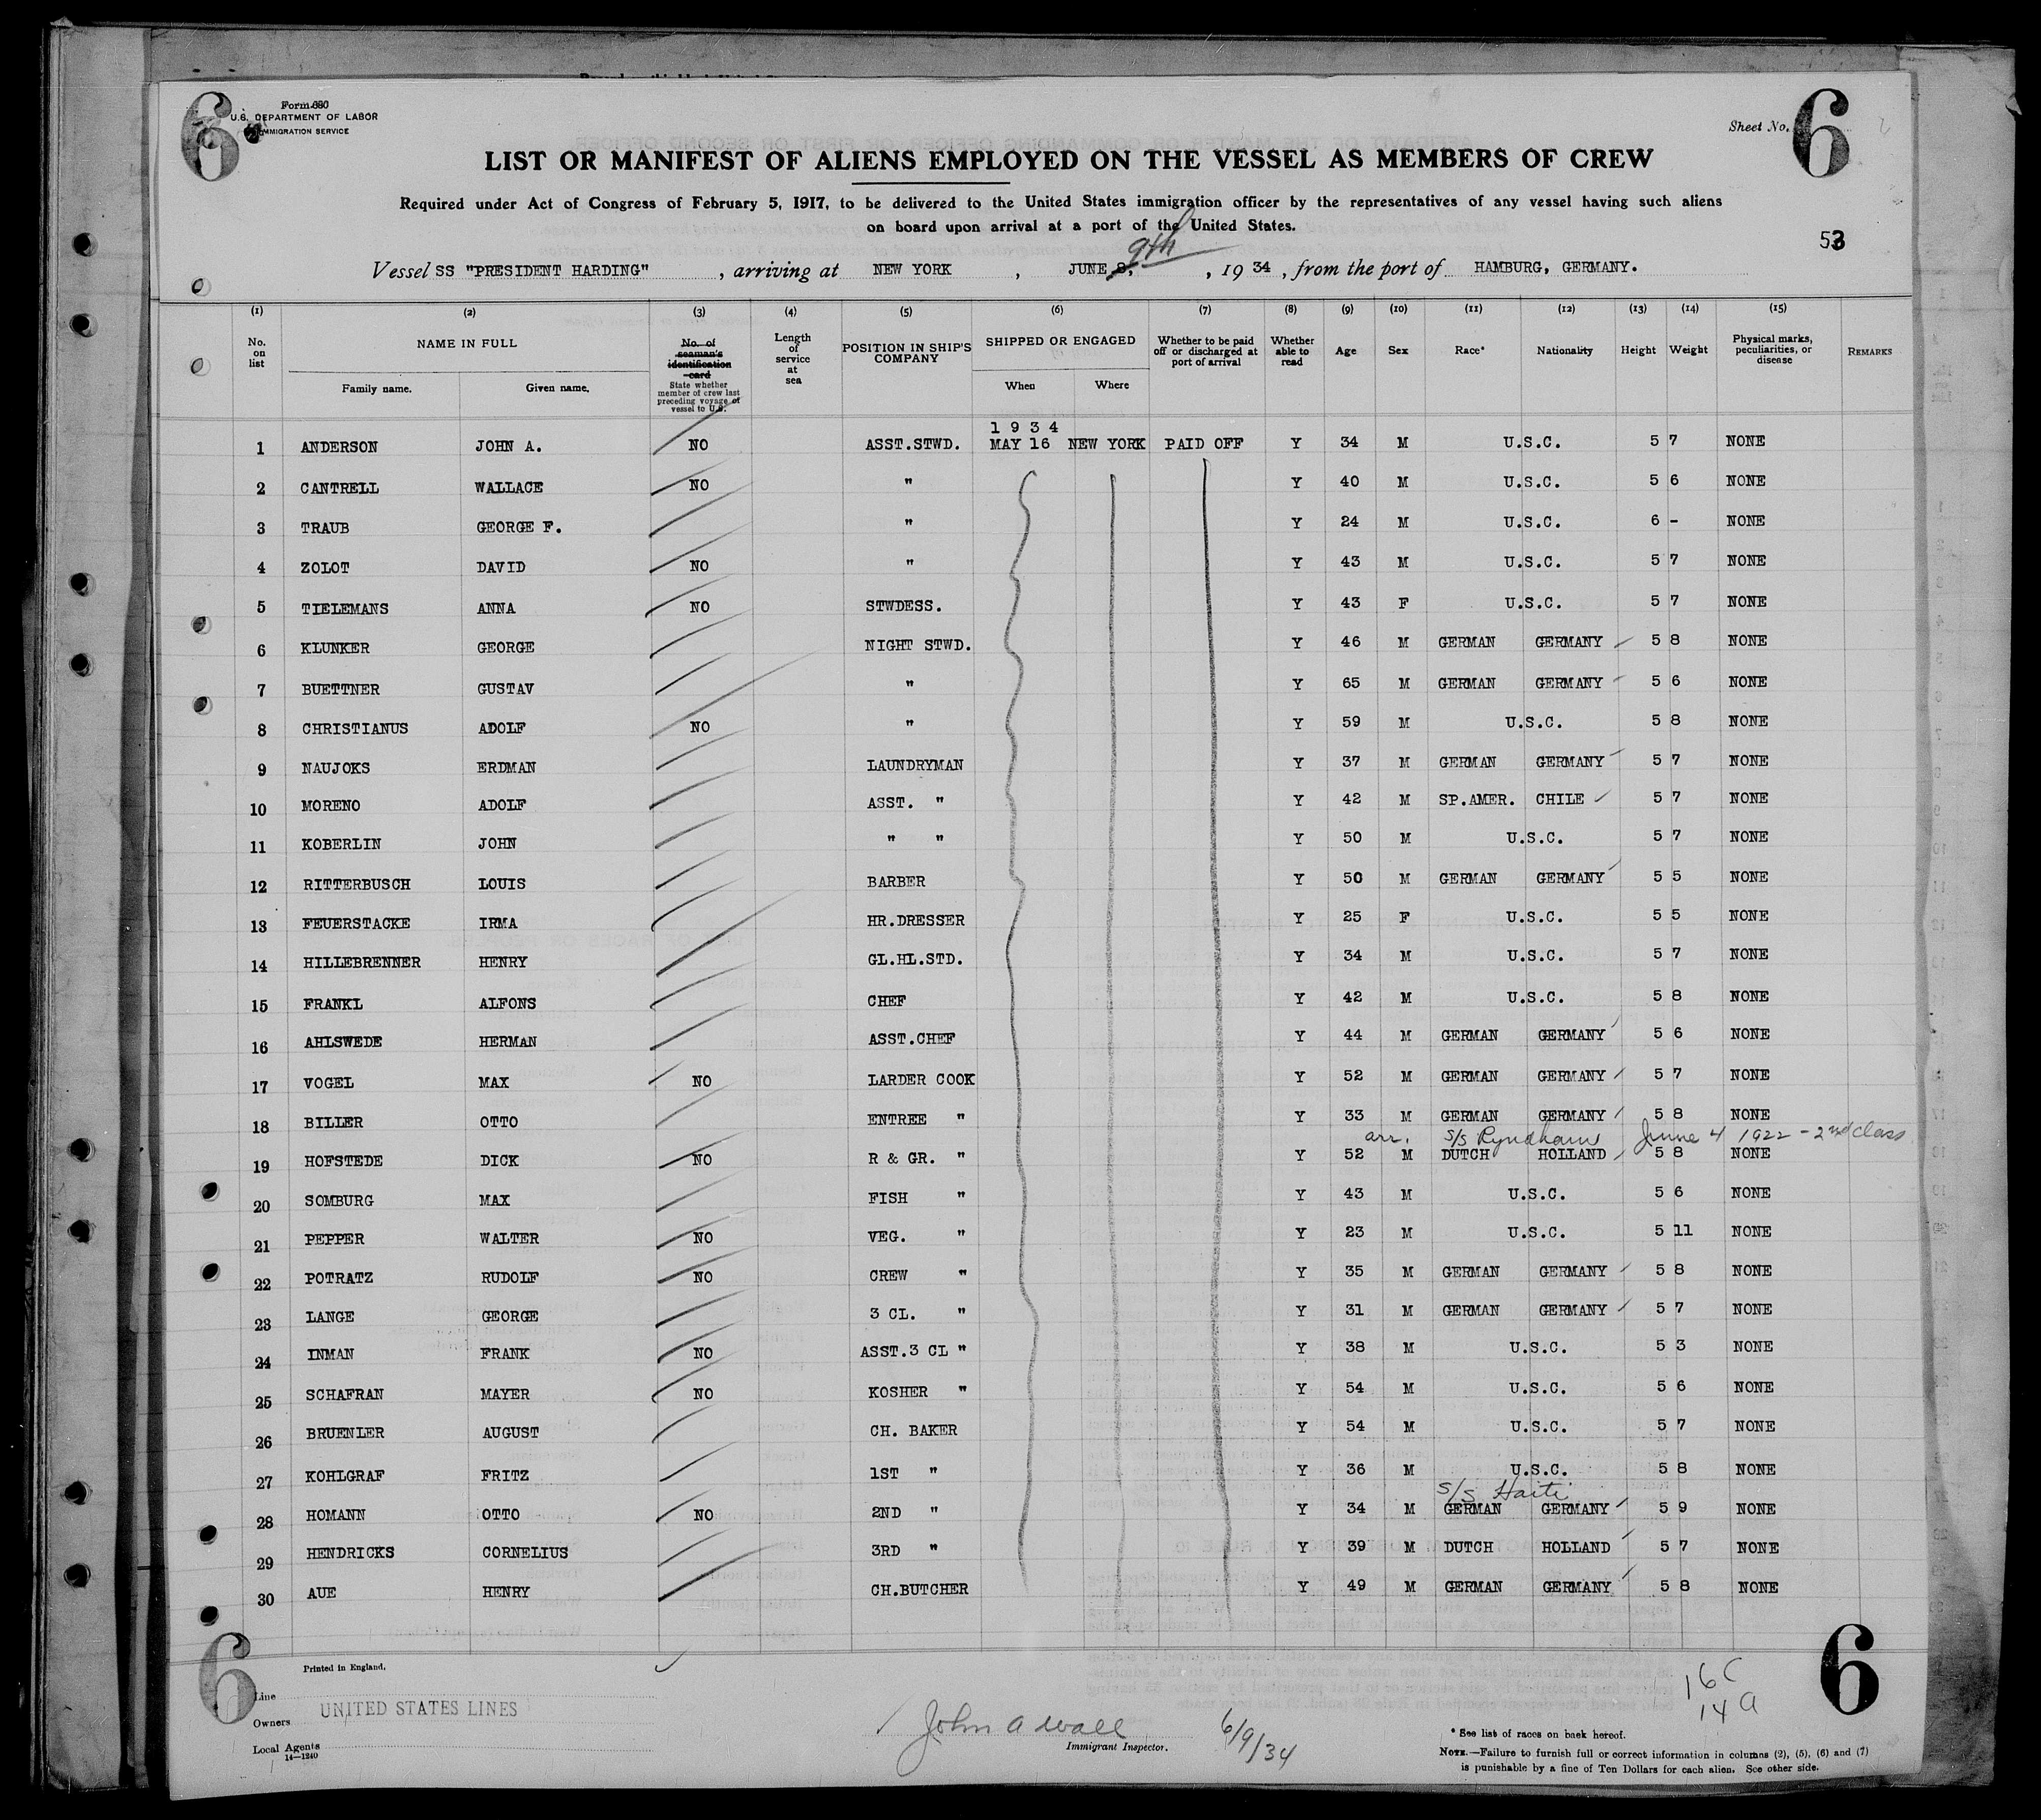 6
Form 680
U.S. DEPARTMENT OF LABOR
IMMIGRATION SERVICE
Sheet No. 6
LIST OR MANIFEST OF ALIENS EMPLOYED ON THE VESSEL AS MEMBERS OF CREW
Required under Act of Congress of February 5, 1917, to be delivered to the United States immigration officer by the representatives of any vessel having such aliens
on board upon arrival at a port of the United States.
53
Vessel SS "PRESIDENT HARDING", arriving at NEW YORK, JUNE 8, 9th, 1934, from the port of HAMBURG, GERMANY.
(1) (2) (3) (4) (5) (6) (7) (8) (9) (10) (11) (12) (13) (14) (15)
No. on list
NAME IN FULL
Family name. Given name.
No. of seaman's identification card
State whether member of crew last preceding voyage of vessel to U.S.
Length of service at sea
POSITION IN SHIP'S COMPANY
SHIPPED OR ENGAGED
When Where
Whether to be paid off or discharged at port of arrival
Whether able to read
Age
Sex
Race*
Nationality
Height
Weight
Physical marks, peculiarities, or disease
REMARKS
1934
1 ANDERSON JOHN A. NO ASST.STWD. MAY 16 NEW YORK PAID OFF Y 34 M U.S.C. 5 7 NONE
2 CANTRELL WALLACE NO " Y 40 M U.S.C. 5 6 NONE
3 TRAUB GEORGE F. " Y 24 M U.S.C. 6 - NONE
4 ZOLOT DAVID NO " Y 43 M U.S.C. 5 7 NONE
5 TIELEMANS ANNA NO STWDESS. Y 43 F U.S.C. 5 7 NONE
6 KLUNKER GEORGE NIGHT STWD. Y 46 M GERMAN GERMANY 5 8 NONE
7 BUETTNER GUSTAV " Y 65 M GERMAN GERMANY 5 6 NONE
8 CHRISTIANUS ADOLF NO " Y 59 M U.S.C. 5 8 NONE
9 NAUJOKS ERDMAN LAUNDRYMAN Y 37 M GERMAN GERMANY 5 7 NONE
10 MORENO ADOLF ASST. " Y 42 M SP.AMER. CHILE 5 7 NONE
11 KOBERLIN JOHN " " Y 50 M U.S.C. 5 7 NONE
12 RITTERBUSCH LOUIS BARBER Y 50 M GERMAN GERMANY 5 5 NONE
13 FEUERSTACKE IRMA HR.DRESSER Y 25 F U.S.C. 5 5 NONE
14 HILLEBRENNER HENRY GL.HL.STD. Y 34 M U.S.C. 5 7 NONE
15 FRANKL ALFONS CHEF Y 42 M U.S.C. 5 8 NONE
16 AHLSWEDE HERMAN ASST.CHEF Y 44 M GERMAN GERMANY 5 6 NONE
17 VOGEL MAX NO LARDER COOK Y 52 M GERMAN GERMANY 5 7 NONE
18 BILLER OTTO ENTREE " Y 33 M GERMAN GERMANY 5 8 NONE
arr. s/s Ryndham June 4 1922 - 2nd class
19 HOFSTEDE DICK NO R & GR. " Y 52 M DUTCH HOLLAND 5 8 NONE
20 SOMBURG MAX FISH " Y 43 M U.S.C. 5 6 NONE
21 PEPPER WALTER NO VEG. " Y 23 M U.S.C. 5 11 NONE
22 POTRATZ RUDOLF NO CREW " Y 35 M GERMAN GERMANY 5 8 NONE
23 LANGE GEORGE 3 CL. " Y 31 M GERMAN GERMANY 5 7 NONE
24 INMAN FRANK NO ASST.3 CL " Y 38 M U.S.C. 5 3 NONE
25 SCHAFRAN MAYER NO KOSHER " Y 54 M U.S.C. 5 6 NONE
26 BRUENLER AUGUST CH. BAKER Y 54 M U.S.C. 5 7 NONE
27 KOHLGRAF FRITZ 1ST " Y 36 M U.S.C. 5 8 NONE
s/s Haiti
28 HOMANN OTTO NO 2ND " Y 34 M GERMAN GERMANY 5 9 NONE
29 HENDRICKS CORNELIUS 3RD " Y 39 M DUTCH HOLLAND 5 7 NONE
30 AUE HENRY CH.BUTCHER Y 49 M GERMAN GERMANY 5 8 NONE
6
Printed in England.
Line
Owners UNITED STATES LINES
Local Agents
14-1240
John A Wall
Immigrant Inspector.
6/9/34
16 C
14 A
6
* See list of races on back hereof.
NOTE.—Failure to furnish full or correct information in columns (2), (5), (6) and (7)
is punishable by a fine of Ten Dollars for each alien. See other side.